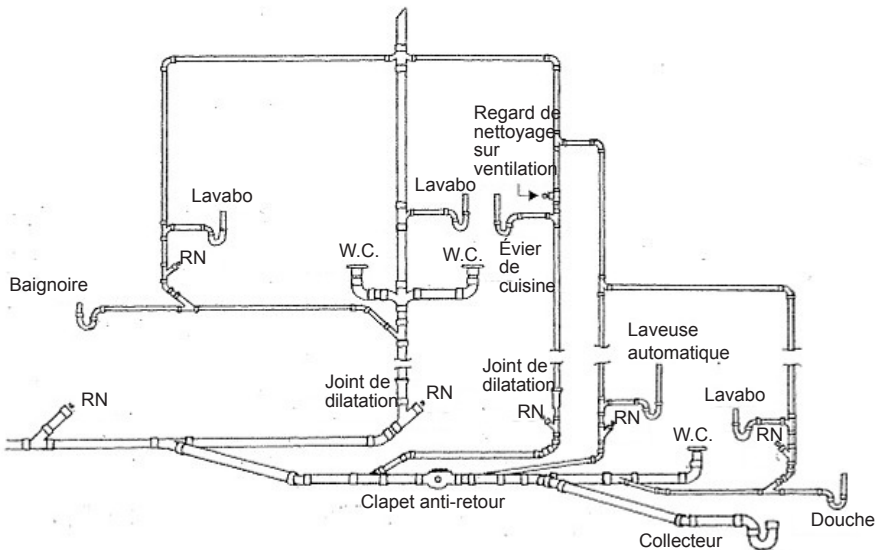 Regard de
nettoyage
sur
ventilation
Lavabo
Lavabo
W.C.
W.C.
Évier
de
cuisine
RN
Baignoire
Laveuse
automatique
Joint de
dilatation
RN
Joint de
dilatation
RN
RN
RN
Lavabo
RN
W.C.
Clapet anti-retour
Collecteur
Douche